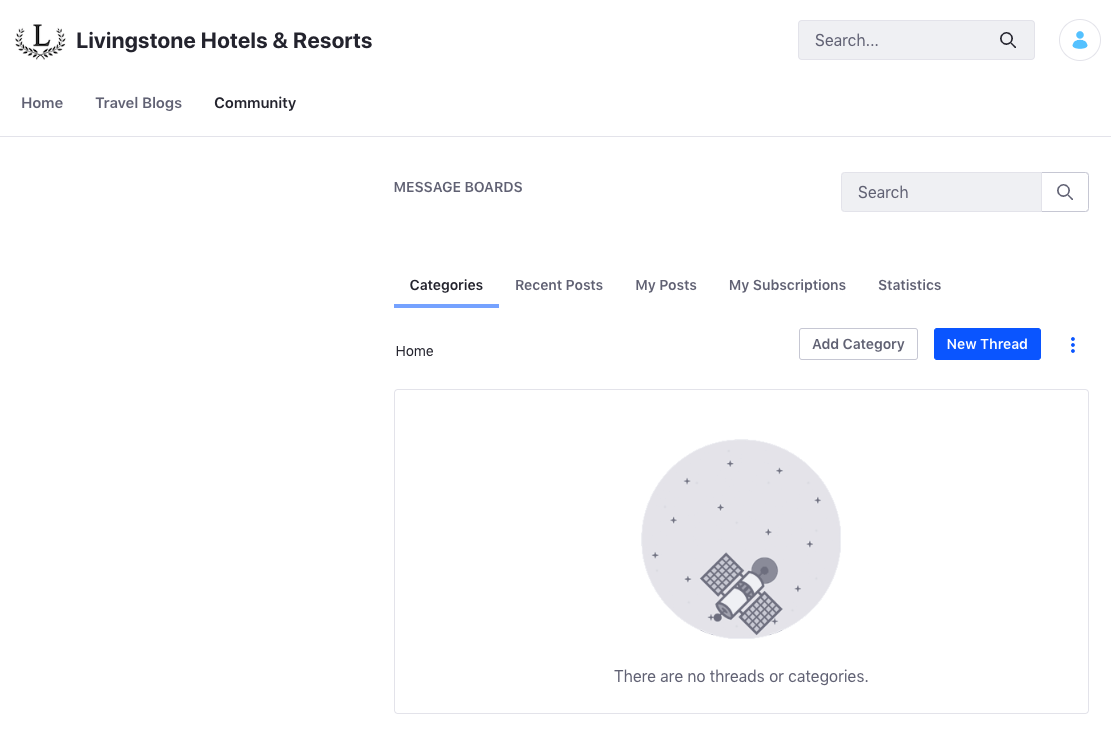 L Livingstone Hotels & Resorts
Search...
Home Travel Blogs Community
MESSAGE BOARDS
Search
Categories Recent Posts My Posts My Subscriptions Statistics
Home
Add Category New Thread
There are no threads or categories.